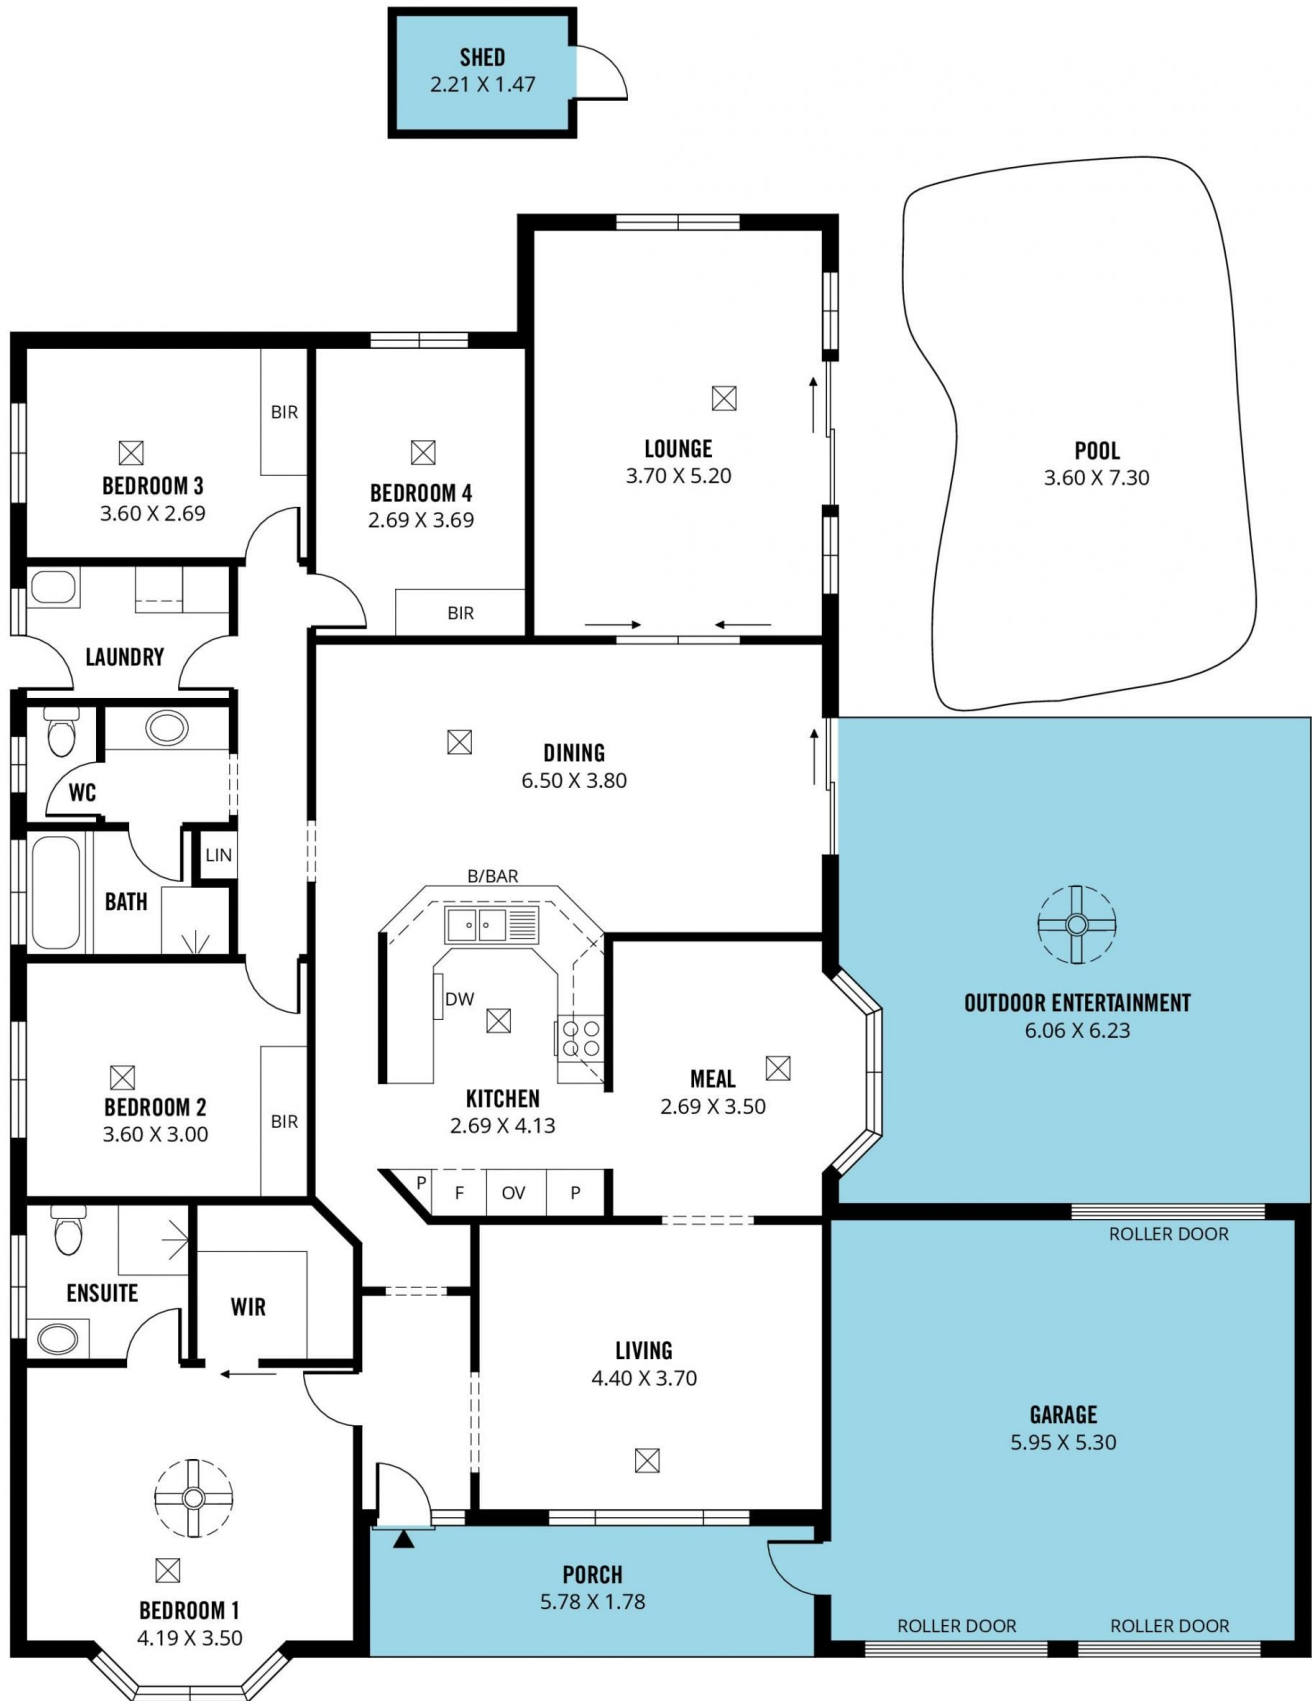 SHED
2.21 X 1.47
BIR
BEDROOM 3
3.60 X 2.69
BEDROOM 4
2.69 X 3.69
BIR
LOUNGE
3.70 X 5.20
POOL
3.60 X 7.30
LAUNDRY
WC
DINING
6.50 X 3.80
LIN
BATH
B/BAR
DW
KITCHEN
2.69 X 4.13
MEAL
2.69 X 3.50
OUTDOOR ENTERTAINMENT
6.06 X 6.23
BEDROOM 2
3.60 X 3.00
BIR
P
F
OV
P
ROLLER DOOR
ENSUITE
WIR
LIVING
4.40 X 3.70
GARAGE
5.95 X 5.30
PORCH
5.78 X 1.78
BEDROOM 1
4.19 X 3.50
ROLLER DOOR
ROLLER DOOR